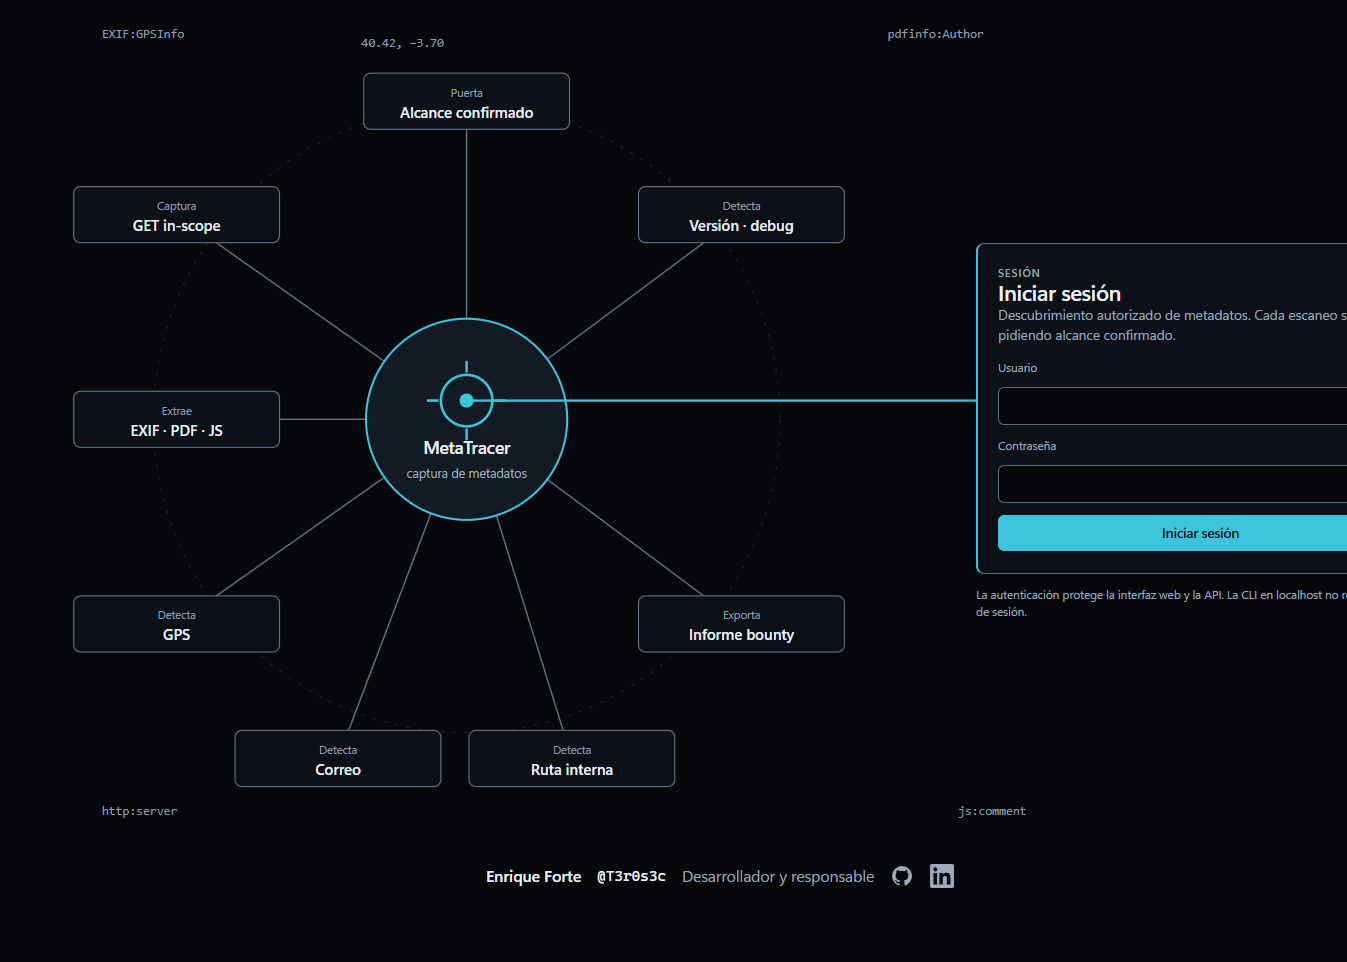 EXIF:GPSInfo
40.42, −3.70
pdfinfo:Author
Puerta
Alcance confirmado
Captura
GET in-scope
Detecta
Versión · debug
Extrae
EXIF · PDF · JS
MetaTracer
captura de metadatos
Detecta
GPS
Exporta
Informe bounty
Detecta
Correo
Detecta
Ruta interna
SESIÓN
Iniciar sesión
Descubrimiento autorizado de metadatos. Cada escaneo s
pidiendo alcance confirmado.
Usuario
Contraseña
Iniciar sesión
La autenticación protege la interfaz web y la API. La CLI en localhost no r
de sesión.
http:server
js:comment
Enrique Forte @T3r0s3c Desarrollador y responsable in